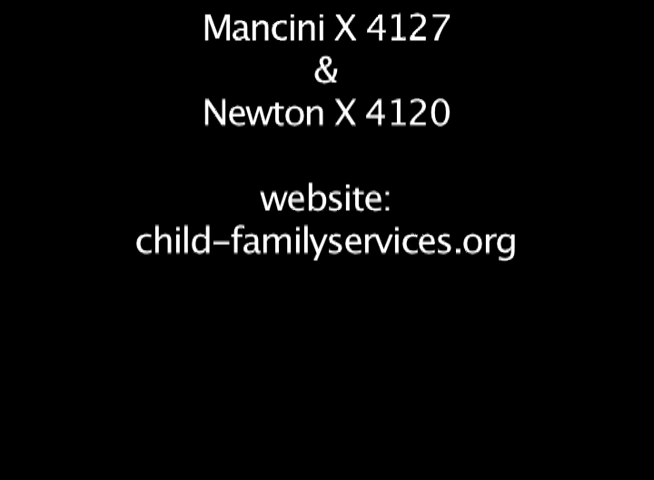 Mancini X 4127
&
Newton X 4120
website:
child-familyservices.org